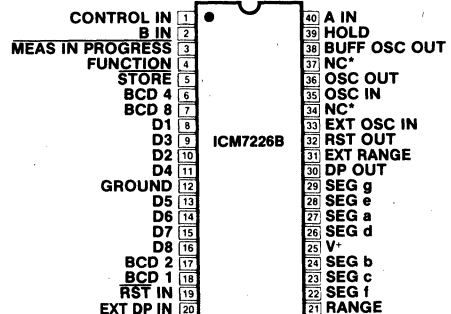 CONTROL IN 1
B IN 2
MEAS IN PROGRESS 3
FUNCTION 4
STORE 5
BCD 4 6
BCD 8 7
D1 8
D3 9
D2 10
D4 11
GROUND 12
D5 13
D6 14
D7 15
D8 16
BCD 2 17
BCD 1 18
RST IN 19
EXT DP IN 20
ICM7226B
40 A IN
39 HOLD
38 BUFF OSC OUT
37 NC*
36 OSC OUT
35 OSC IN
34 NC*
33 EXT OSC IN
32 RST OUT
31 EXT RANGE
30 DP OUT
29 SEG g
28 SEG e
27 SEG a
26 SEG d
25 V+
24 SEG b
23 SEG c
22 SEG f
21 RANGE